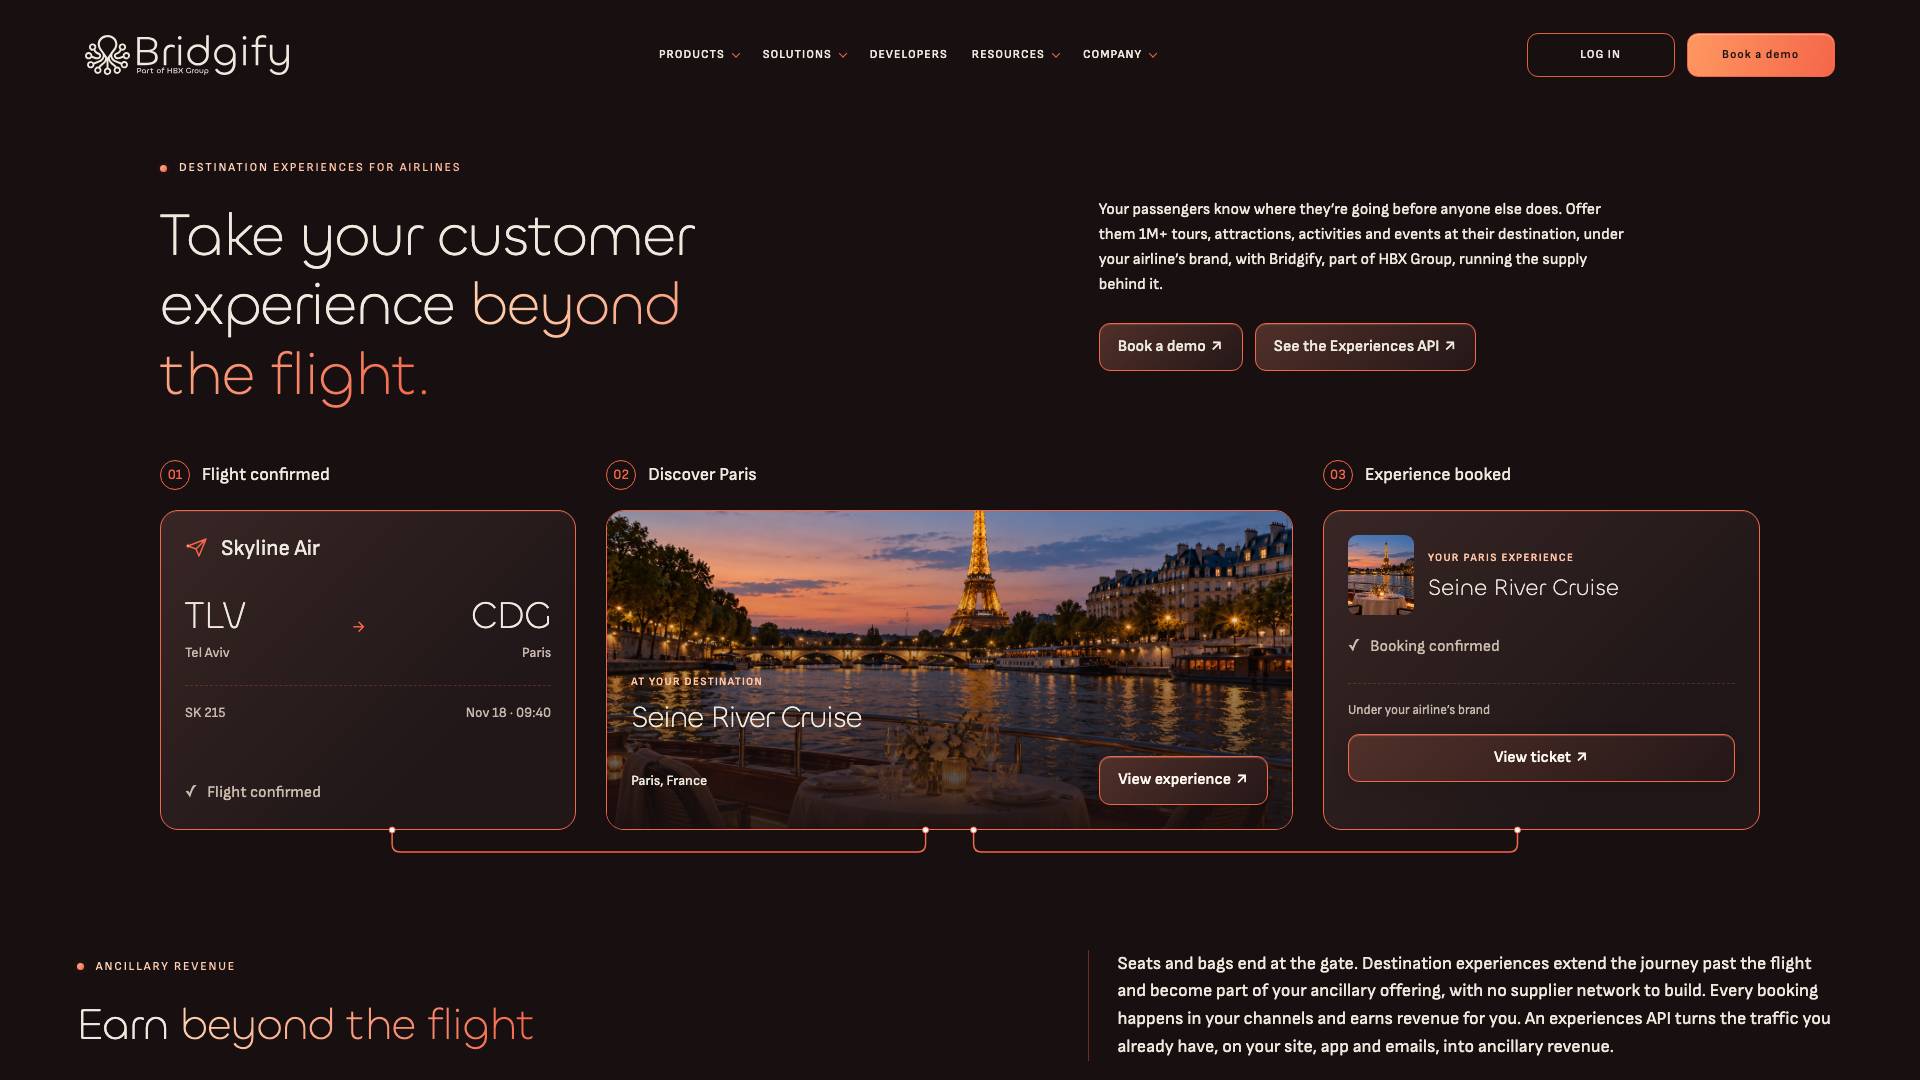 Bridgify
Part of HBX Group
PRODUCTS
SOLUTIONS
DEVELOPERS
RESOURCES
COMPANY
LOG IN
Book a demo
DESTINATION EXPERIENCES FOR AIRLINES
Take your customer
experience beyond
the flight.
Your passengers know where they’re going before anyone else does. Offer
them 1M+ tours, attractions, activities and events at their destination, under
your airline’s brand, with Bridgify, part of HBX Group, running the supply
behind it.
Book a demo
See the Experiences API
01 Flight confirmed
Skyline Air
TLV → CDG
Tel Aviv Paris
SK 215 Nov 18 · 09:40
✓ Flight confirmed
02 Discover Paris
AT YOUR DESTINATION
Seine River Cruise
Paris, France
View experience
03 Experience booked
YOUR PARIS EXPERIENCE
Seine River Cruise
✓ Booking confirmed
Under your airline’s brand
View ticket
ANCILLARY REVENUE
Earn beyond the flight
Seats and bags end at the gate. Destination experiences extend the journey past the flight
and become part of your ancillary offering, with no supplier network to build. Every booking
happens in your channels and earns revenue for you. An experiences API turns the traffic you
already have, on your site, app and emails, into ancillary revenue.